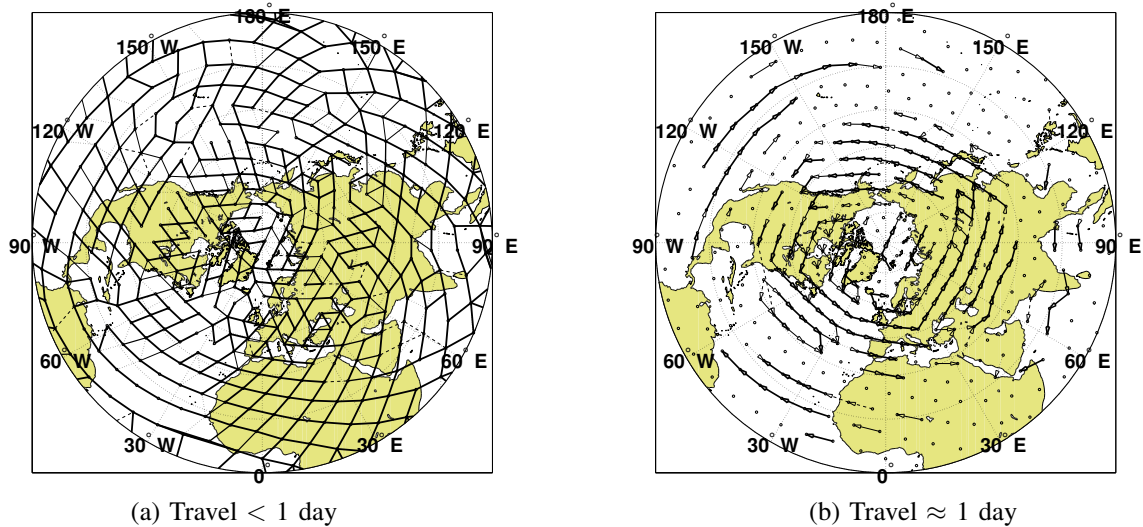 180° E
150° W
150° E
120° W
120° E
90° W
90° E
60° W
60° E
30° W
30° E
0°
(a) Travel < 1 day
180° E
150° W
150° E
120° W
120° E
90° W
90° E
60° W
60° E
30° W
30° E
0°
(b) Travel ≈ 1 day